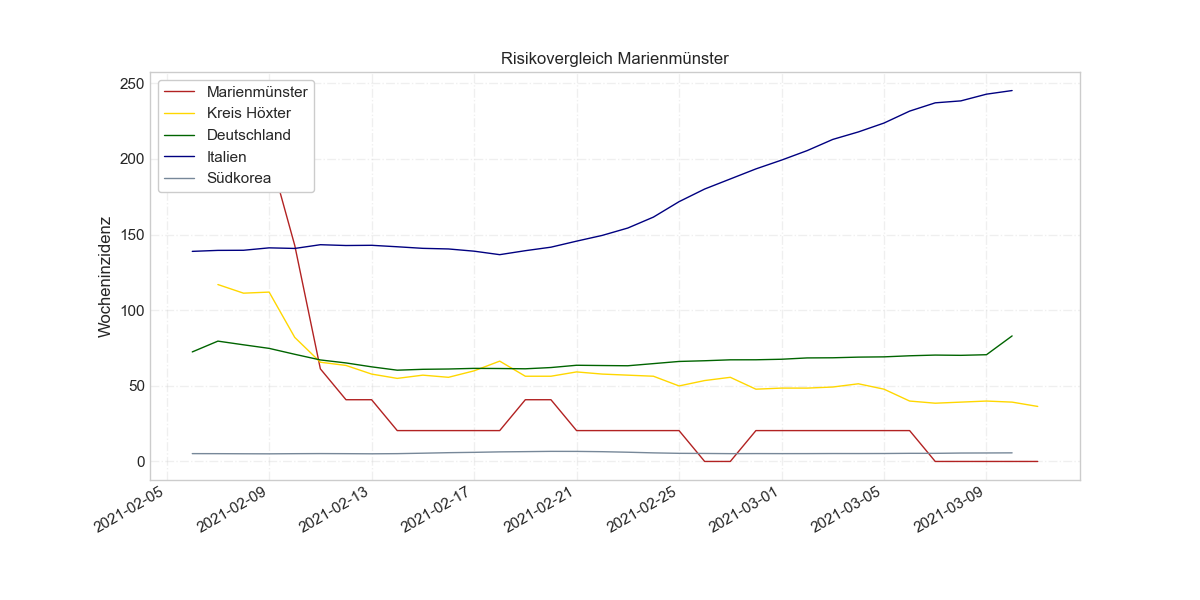 Risikovergleich Marienmünster
Wocheninzidenz
250
200
150
100
50
0
Marienmünster
Kreis Höxter
Deutschland
Italien
Südkorea
2021-02-05
2021-02-09
2021-02-13
2021-02-17
2021-02-21
2021-02-25
2021-03-01
2021-03-05
2021-03-09